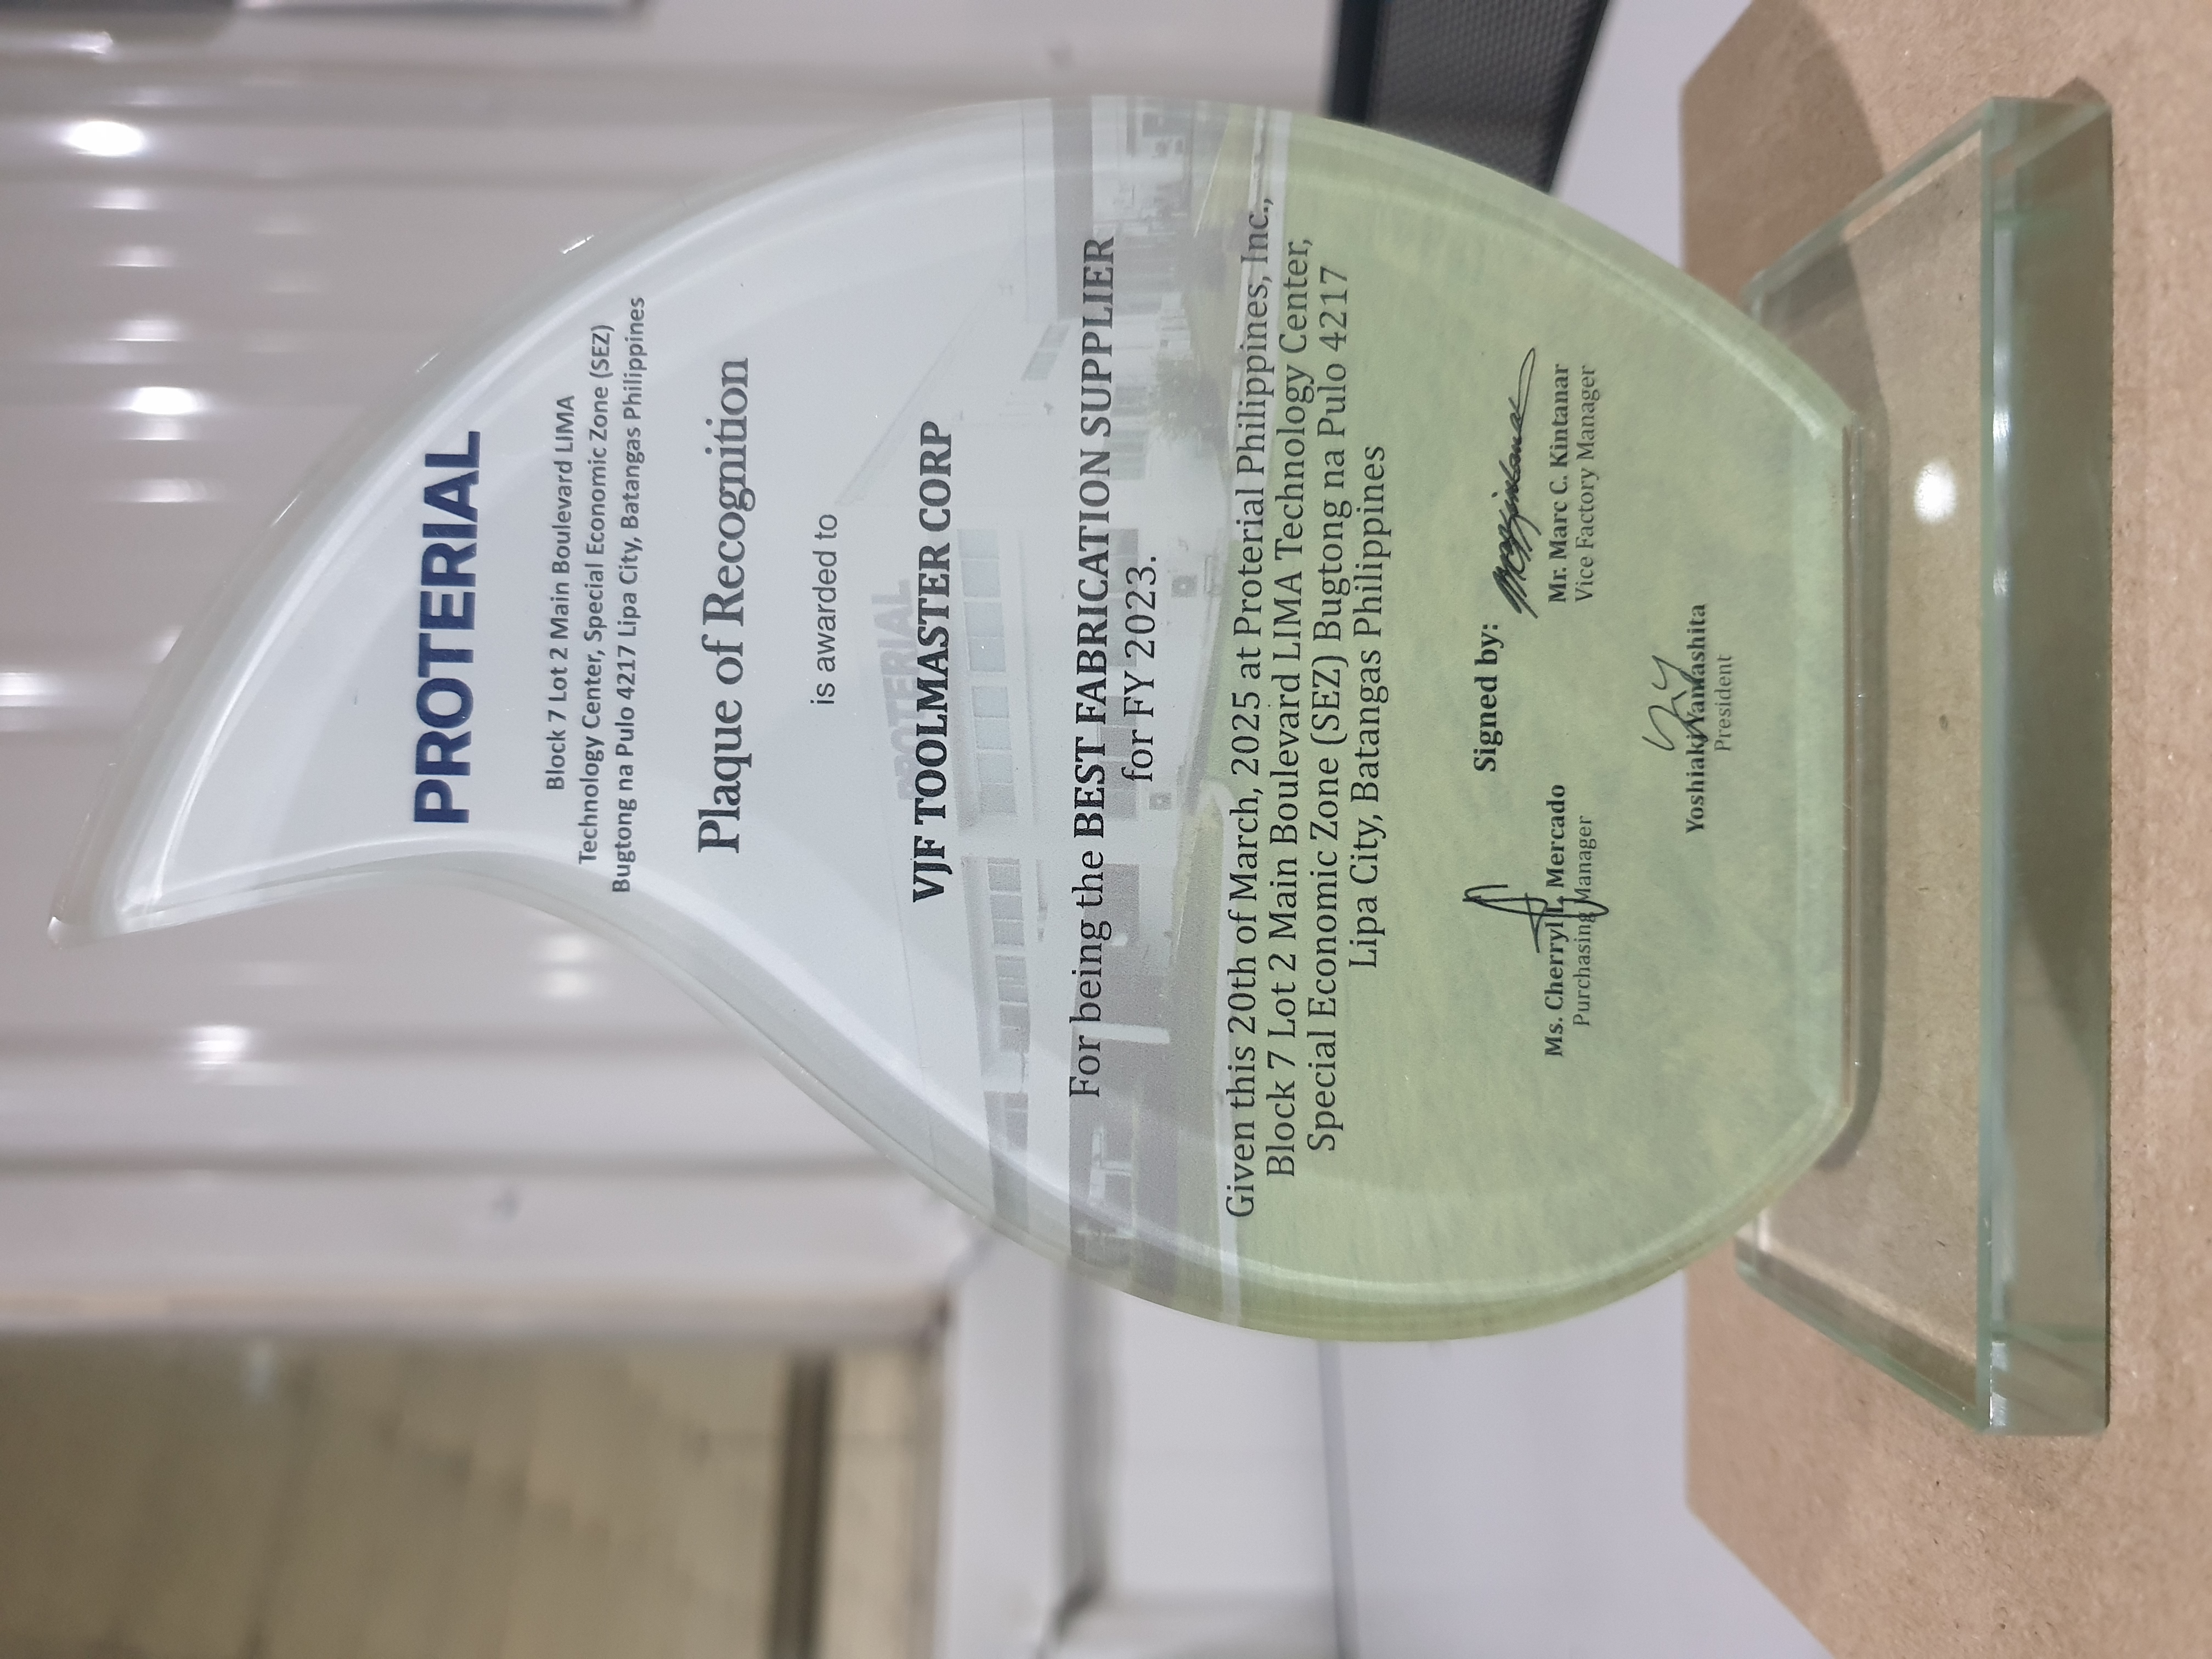 PROTERIAL
Block 7 Lot 2 Main Boulevard LIMA
Technology Center, Special Economic Zone (SEZ)
Bugtong na Pulo 4217 Lipa City, Batangas Philippines
Plaque of Recognition
is awarded to
PROTERIAL
VJF TOOLMASTER CORP
For being the BEST FABRICATION SUPPLIER
for FY 2023.
Given this 20th of March, 2025 at Proterial Philippines, Inc.,
Block 7 Lot 2 Main Boulevard LIMA Technology Center,
Special Economic Zone (SEZ) Bugtong na Pulo 4217
Lipa City, Batangas Philippines
Signed by:
Ms. Cherryl L. Mercado
Purchasing Manager
Mr. Marc C. Kintanar
Vice Factory Manager
Yoshiaki Yamashita
President